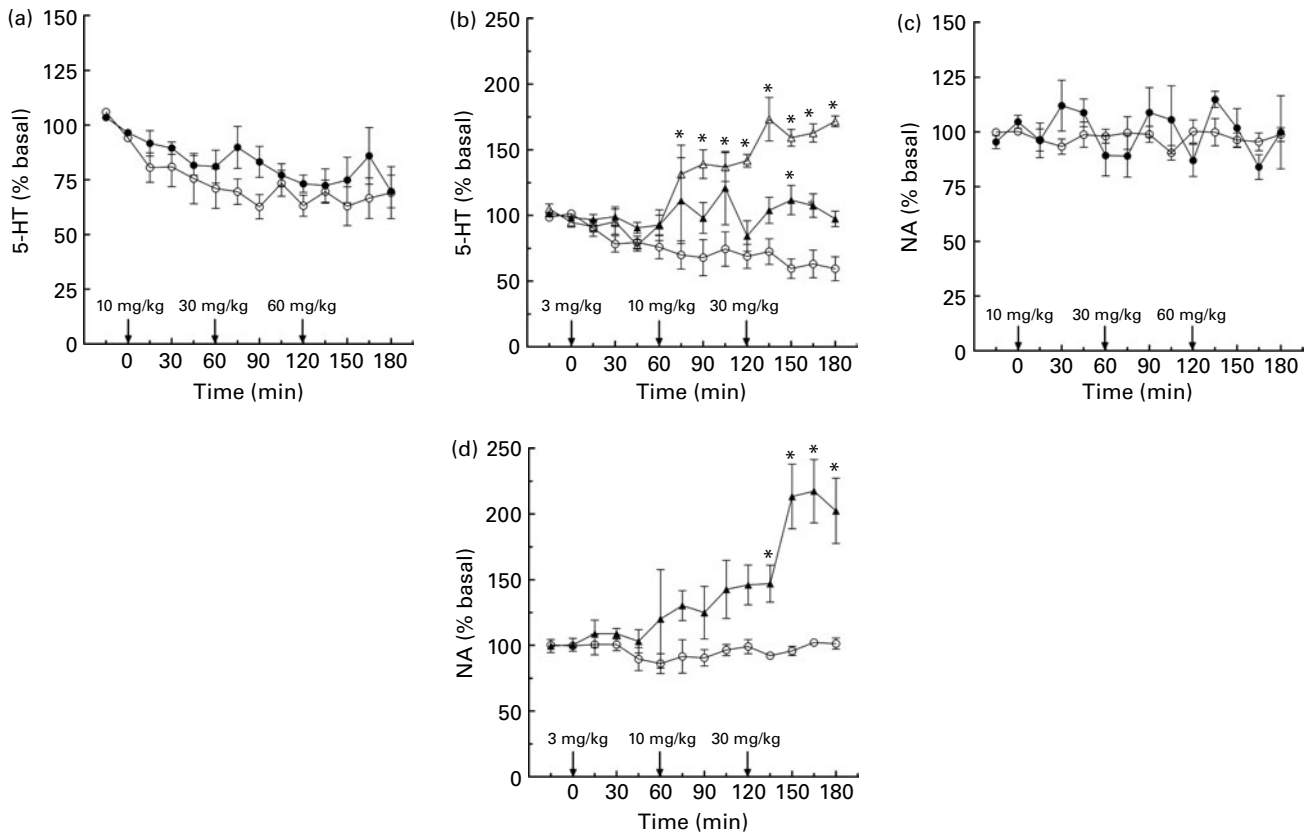 (a)
150
125
100
75
50
25
0
5-HT (% basal)
10 mg/kg 30 mg/kg 60 mg/kg
0 30 60 90 120 150 180
Time (min)
(b)
250
200
150
100
50
0
5-HT (% basal)
* * * * * * * *
*
3 mg/kg 10 mg/kg 30 mg/kg
0 30 60 90 120 150 180
Time (min)
(c)
150
125
100
75
50
25
0
NA (% basal)
10 mg/kg 30 mg/kg 60 mg/kg
0 30 60 90 120 150 180
Time (min)
(d)
250
200
150
100
50
0
NA (% basal)
* * * *
3 mg/kg 10 mg/kg 30 mg/kg
0 30 60 90 120 150 180
Time (min)